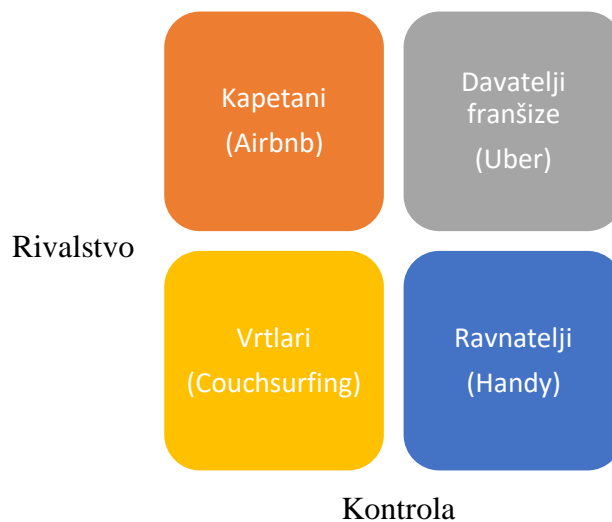 Kapetani
(Airbnb)
Davatelji
franšize
(Uber)
Rivalstvo
Vrtlari
(Couchsurfing)
Ravnatelji
(Handy)
Kontrola